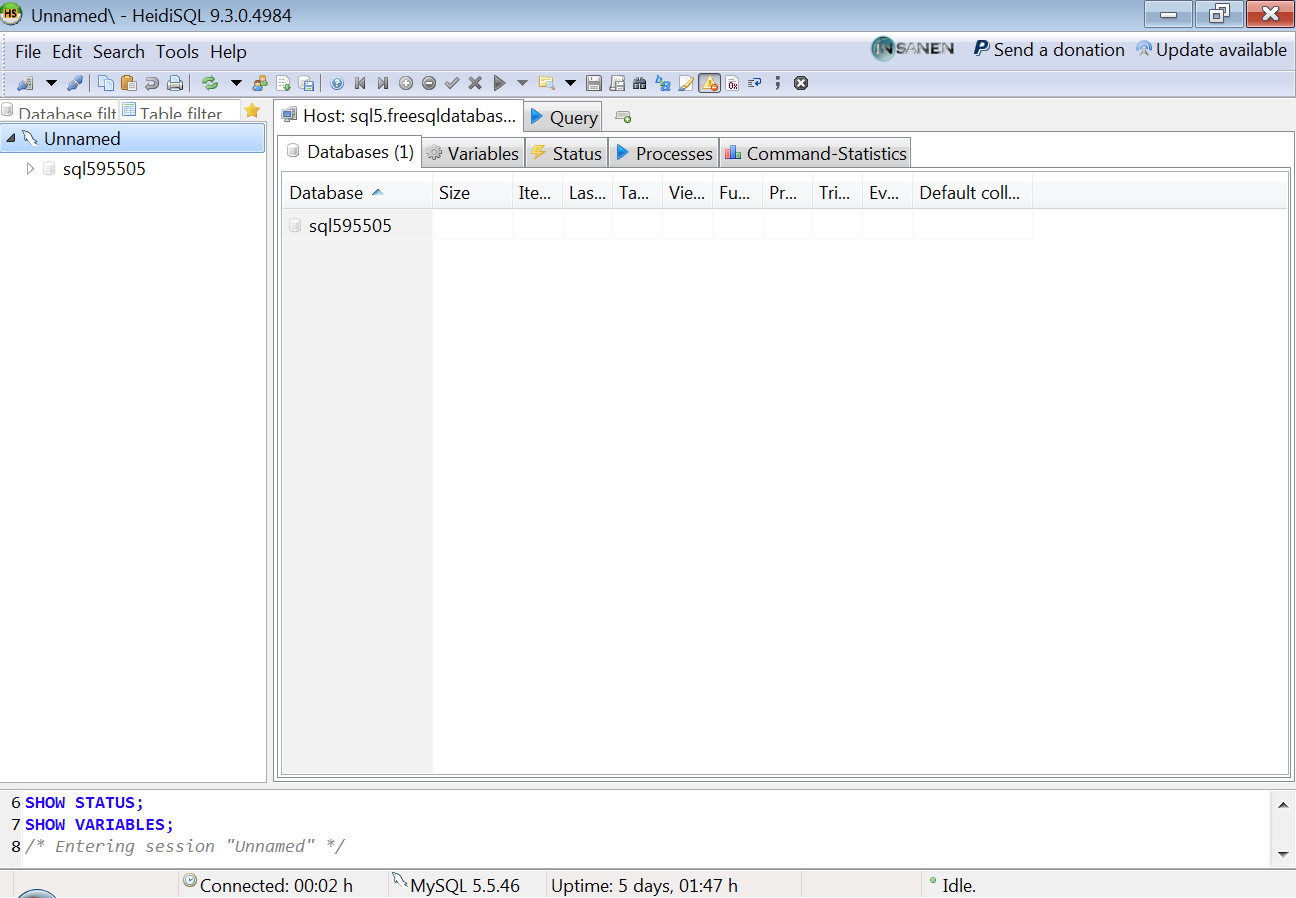 HS Unnamed\ - HeidiSQL 9.3.0.4984
File Edit Search Tools Help
INSANEN Send a donation Update available
Database filt Table filter
Host: sql5.freesqldatabas... Query
Unnamed
sql595505
Databases (1) Variables Status Processes Command-Statistics
Database Size Ite... Las... Ta... Vie... Fu... Pr... Tri... Ev... Default coll...
sql595505
6 SHOW STATUS;
7 SHOW VARIABLES;
8 /* Entering session "Unnamed" */
Connected: 00:02 h MySQL 5.5.46 Uptime: 5 days, 01:47 h Idle.